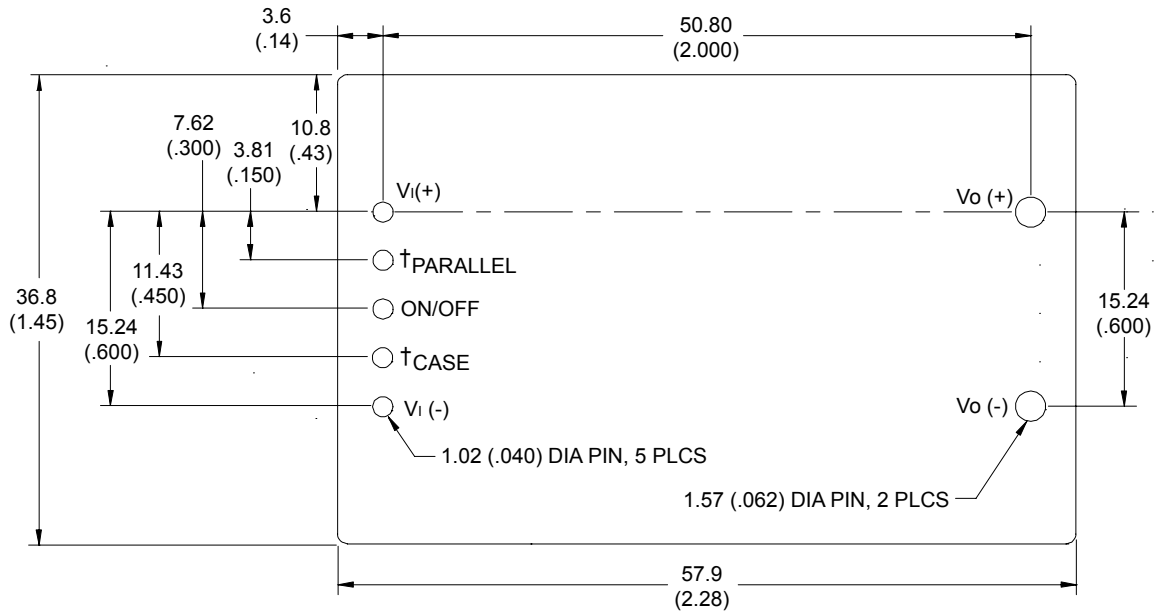 3.6
(.14)
50.80
(2.000)
7.62
(.300)
3.81
(.150)
10.8
(.43)
VI(+)
Vo (+)
†PARALLEL
11.43
(.450)
ON/OFF
36.8
(1.45)
15.24
(.600)
15.24
(.600)
†CASE
VI (-)
Vo (-)
1.02 (.040) DIA PIN, 5 PLCS
1.57 (.062) DIA PIN, 2 PLCS
57.9
(2.28)